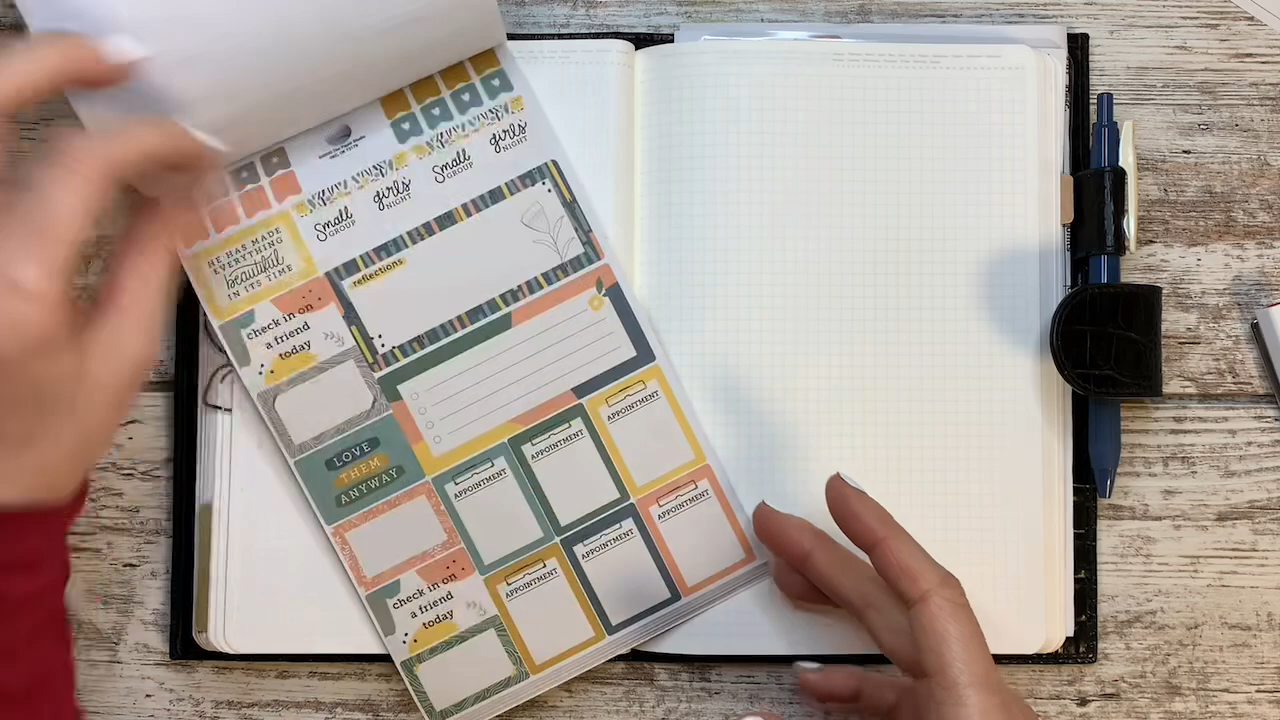 Small
GROUP
girls'
NIGHT
Small
GROUP
girls'
NIGHT
HE HAS MADE
EVERYTHING
beautiful
IN ITS TIME
reflections
check in on
a friend
today
LOVE
THEM
ANYWAY
APPOINTMENT
APPOINTMENT
APPOINTMENT
APPOINTMENT
APPOINTMENT
APPOINTMENT
check in on
a friend
today